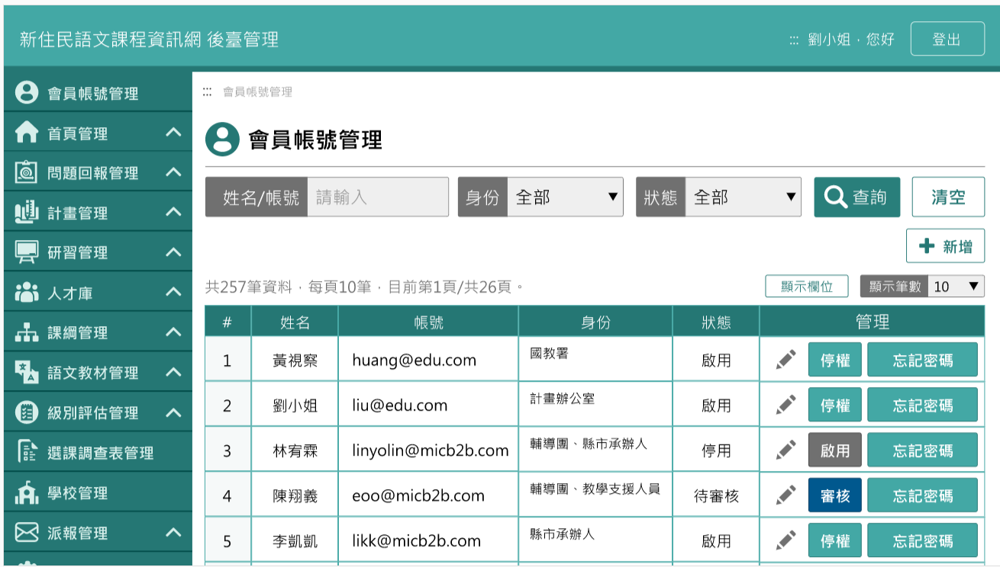 新住民語文課程資訊網 後臺管理
::: 劉小姐，您好 登出
會員帳號管理
首頁管理
問題回報管理
計畫管理
研習管理
人才庫
課綱管理
語文教材管理
級別評估管理
選課調查表管理
學校管理
派報管理
::: 會員帳號管理
會員帳號管理
姓名/帳號 請輸入 身份 全部 ▼ 狀態 全部 ▼ 查詢 清空
新增
共257筆資料，每頁10筆，目前第1頁/共26頁。 顯示欄位 顯示筆數 10 ▼
# 姓名 帳號 身份 狀態 管理
1 黃視察 huang@edu.com 國教署 啟用 停權 忘記密碼
2 劉小姐 liu@edu.com 計畫辦公室 啟用 停權 忘記密碼
3 林宥霖 linyolin@micb2b.com 輔導團、縣市承辦人 停用 啟用 忘記密碼
4 陳翔義 eoo@micb2b.com 輔導團、教學支援人員 待審核 審核 忘記密碼
5 李凱凱 likk@micb2b.com 縣市承辦人 啟用 停權 忘記密碼